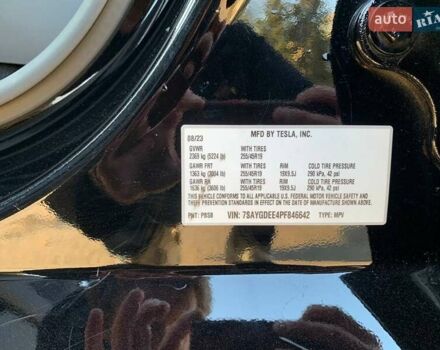 auto RIA
MFD BY TESLA, INC.
08/23
GVWR WITH TIRES
2369 kg (5224 lb) 255/45R19
GAWR FRT WITH TIRES RIM COLD TIRE PRESSURE
1363 kg (3004 lb) 255/45R19 19X9.5J 290 kPa, 42 psi
GAWR RR WITH TIRES RIM COLD TIRE PRESSURE
1636 kg (3606 lb) 255/45R19 19X9.5J 290 kPa, 42 psi
THIS VEHICLE CONFORMS TO ALL APPLICABLE U.S. FEDERAL MOTOR VEHICLE SAFETY
AND THEFT PREVENTION STANDARDS IN EFFECT ON THE DATE OF MANUFACTURE SHOWN
ABOVE.
PNT: PBSB VIN: 7SAYGDEE4PF846642 TYPE: MPV